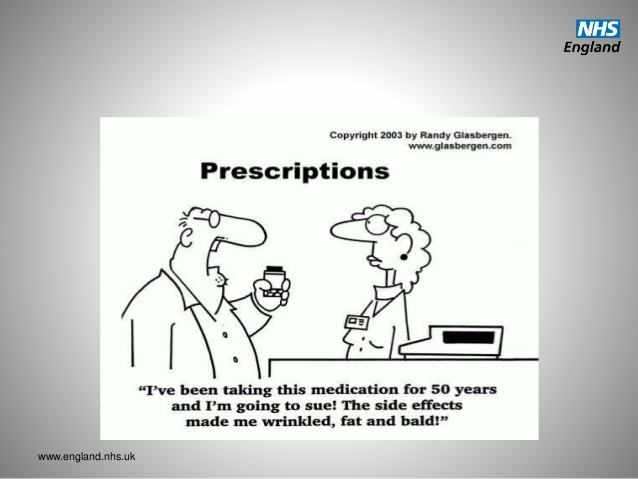 NHS
England
Copyright 2003 by Randy Glasbergen.
www.glasbergen.com
Prescriptions
“I’ve been taking this medication for 50 years
and I’m going to sue! The side effects
made me wrinkled, fat and bald!”
www.england.nhs.uk